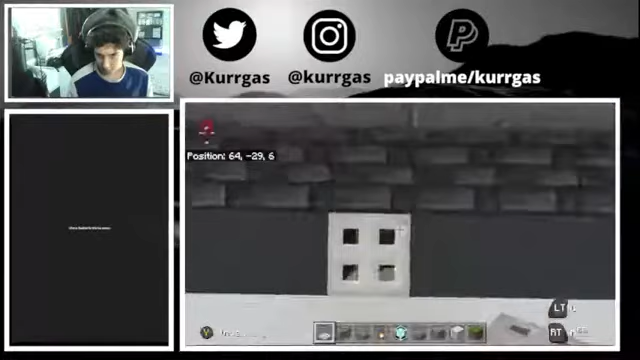 @Kurrgas @kurrgas paypalme/kurrgas
Position: 64, -29, 6
LT
Y
RT